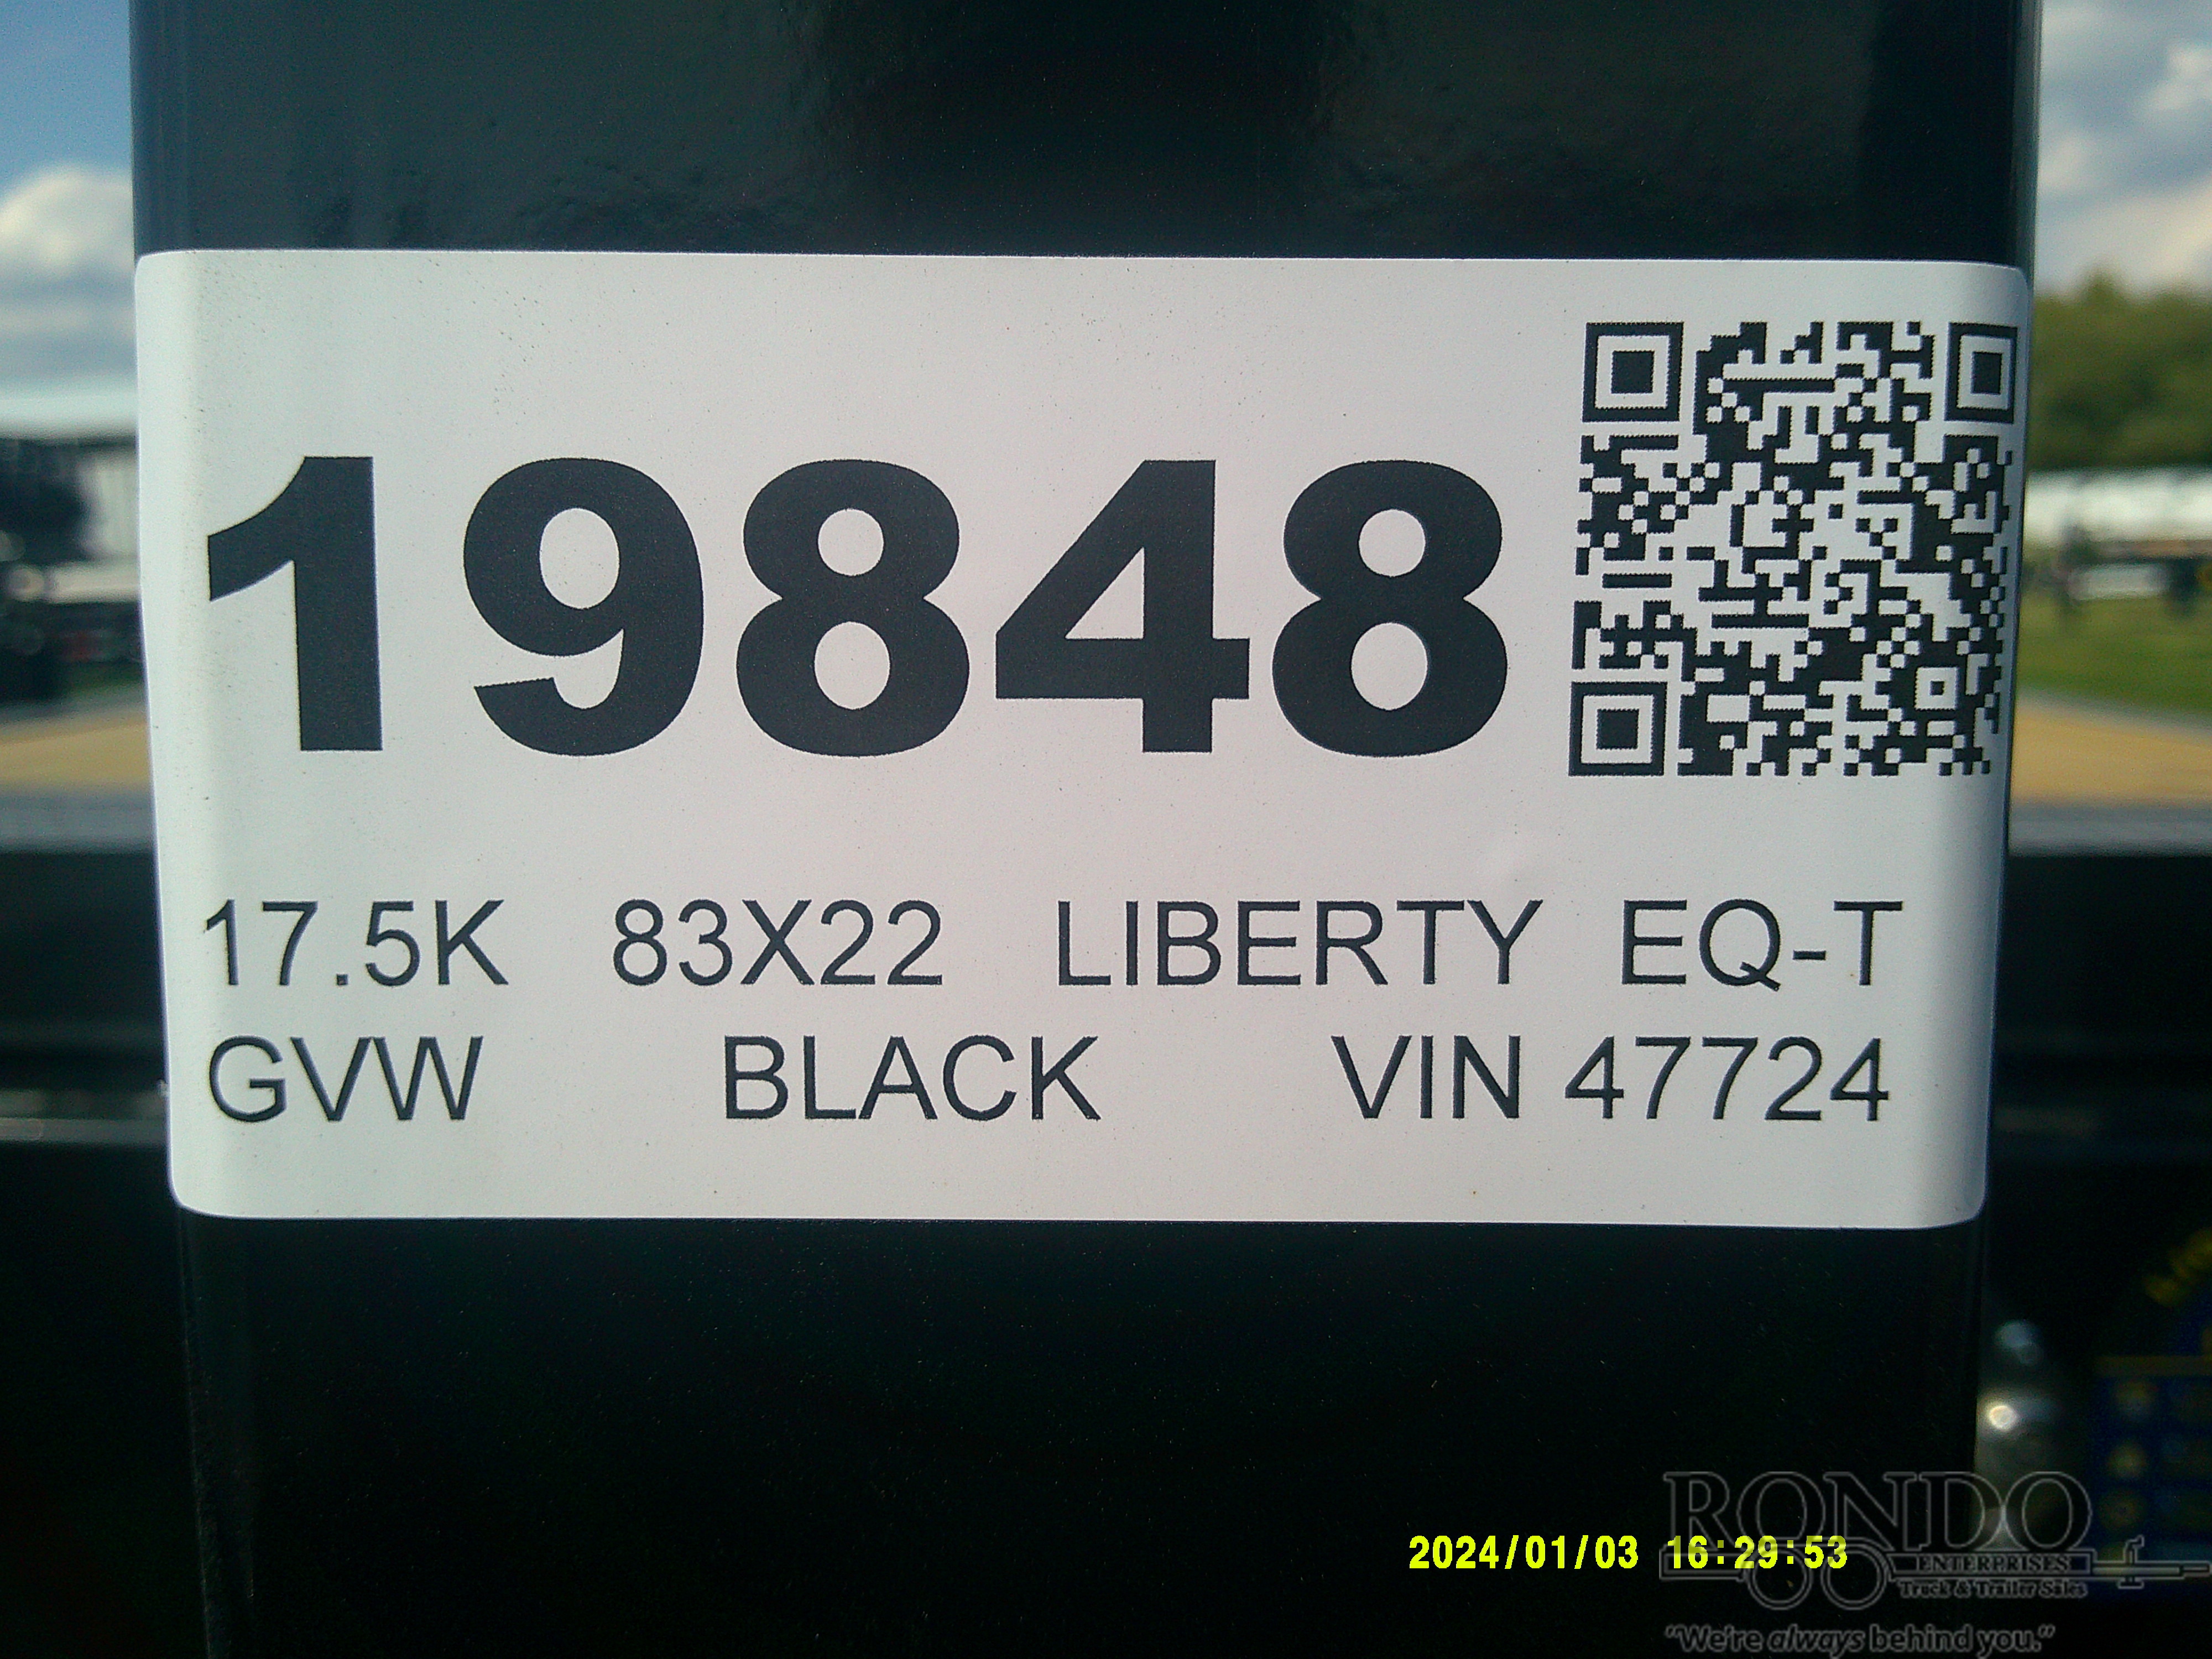 19848
17.5K 83X22 LIBERTY EQ-T
GVW BLACK VIN 47724
2024/01/03 16:29:53
RONDO
ENTERPRISES
Truck & Trailer Sales
"We're always behind you."